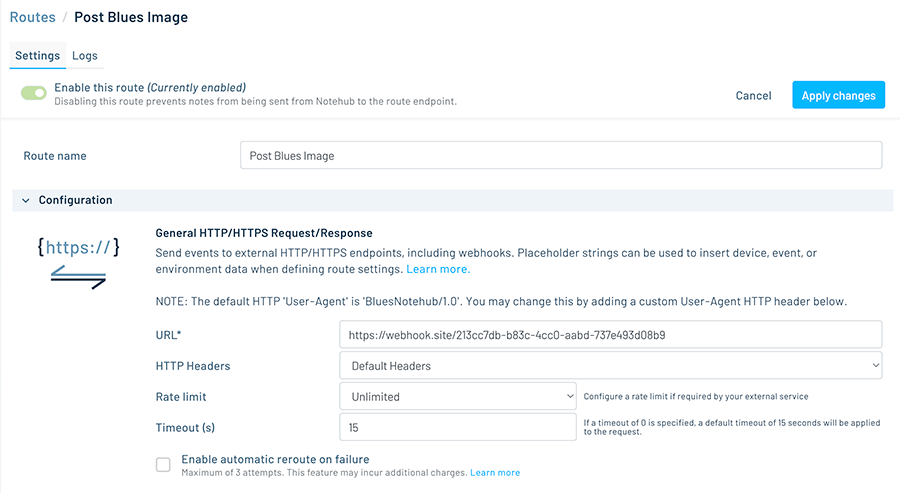 Routes / Post Blues Image
Settings Logs
Enable this route (Currently enabled)
Disabling this route prevents notes from being sent from Notehub to the route endpoint.
Cancel Apply changes
Route name Post Blues Image
Configuration
{https://}
General HTTP/HTTPS Request/Response
Send events to external HTTP/HTTPS endpoints, including webhooks. Placeholder strings can be used to insert device, event, or
environment data when defining route settings. Learn more.
NOTE: The default HTTP 'User-Agent' is 'BluesNotehub/1.0'. You may change this by adding a custom User-Agent HTTP header below.
URL* https://webhook.site/213cc7db-b83c-4cc0-aabd-737e493d08b9
HTTP Headers Default Headers
Rate limit Unlimited Configure a rate limit if required by your external service
Timeout (s) 15 If a timeout of 0 is specified, a default timeout of 15 seconds will be applied
to the request.
Enable automatic reroute on failure
Maximum of 3 attempts. This feature may incur additional charges. Learn more